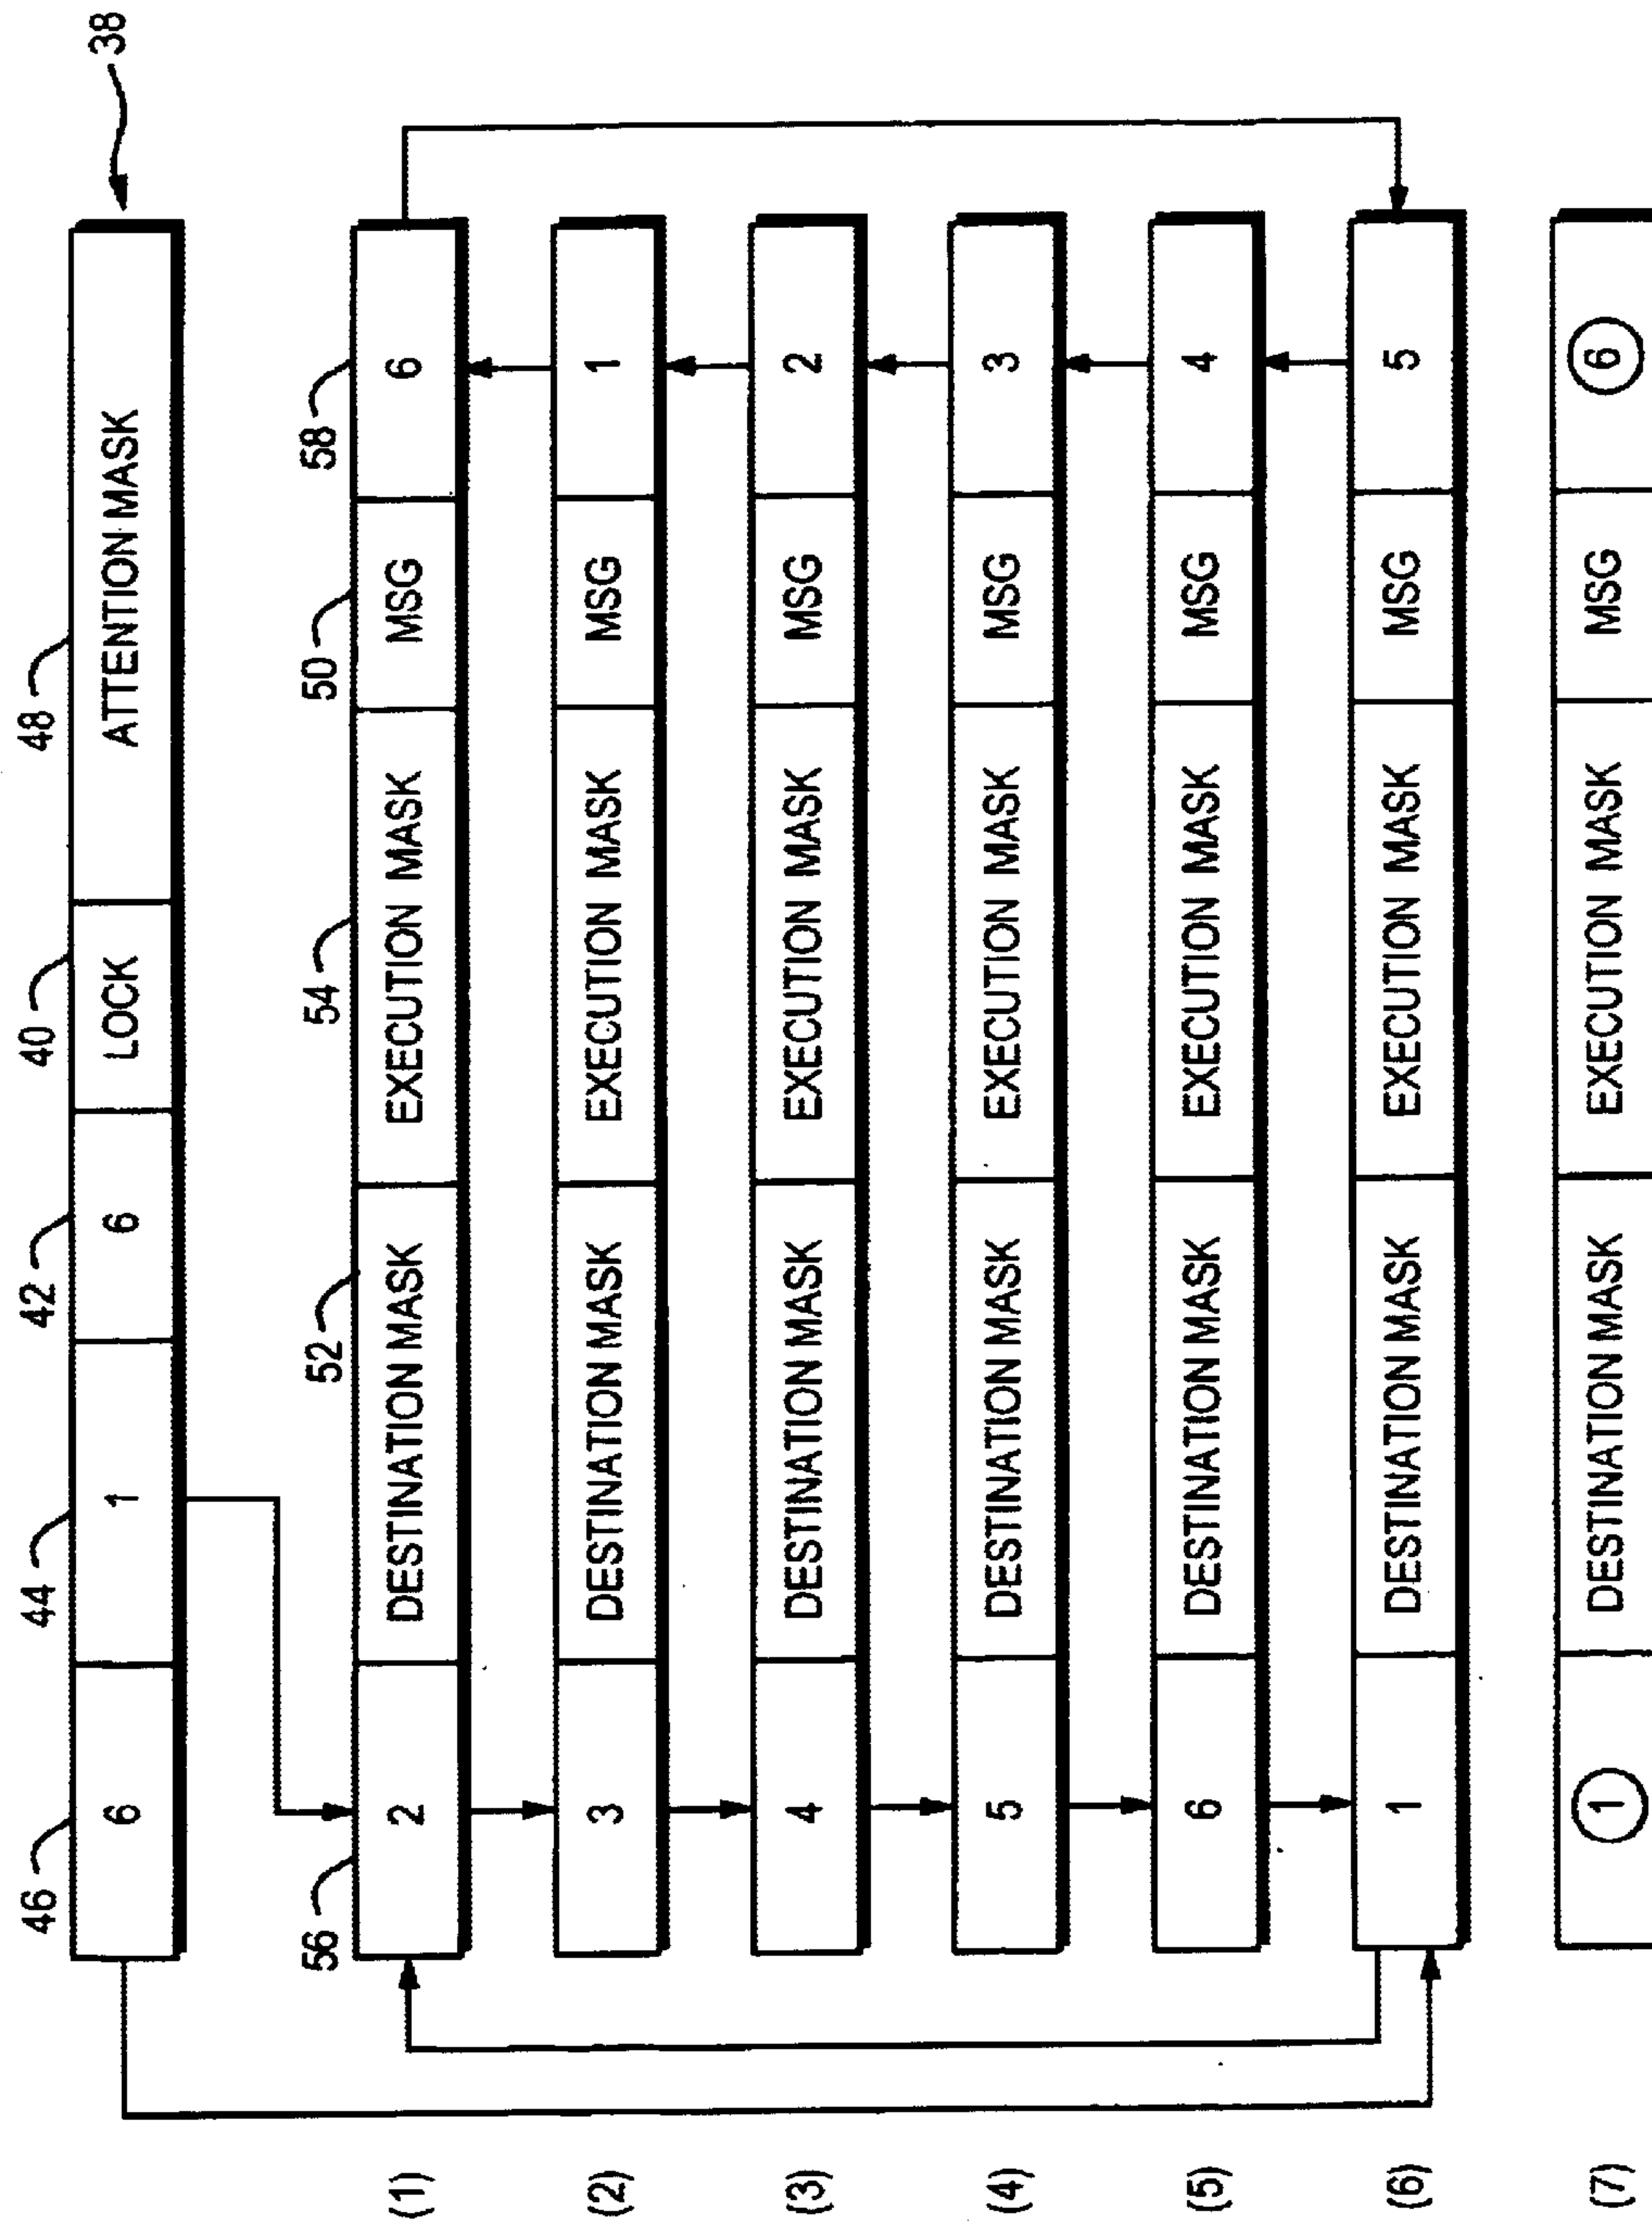 46 44 42 40 48
6 1 6 LOCK ATTENTION MASK 38
56 52 54 50 58
(1) 2 DESTINATION MASK EXECUTION MASK MSG 6
(2) 3 DESTINATION MASK EXECUTION MASK MSG 1
(3) 4 DESTINATION MASK EXECUTION MASK MSG 2
(4) 5 DESTINATION MASK EXECUTION MASK MSG 3
(5) 6 DESTINATION MASK EXECUTION MASK MSG 4
(6) 1 DESTINATION MASK EXECUTION MASK MSG 5
(7) 1 DESTINATION MASK EXECUTION MASK MSG 6